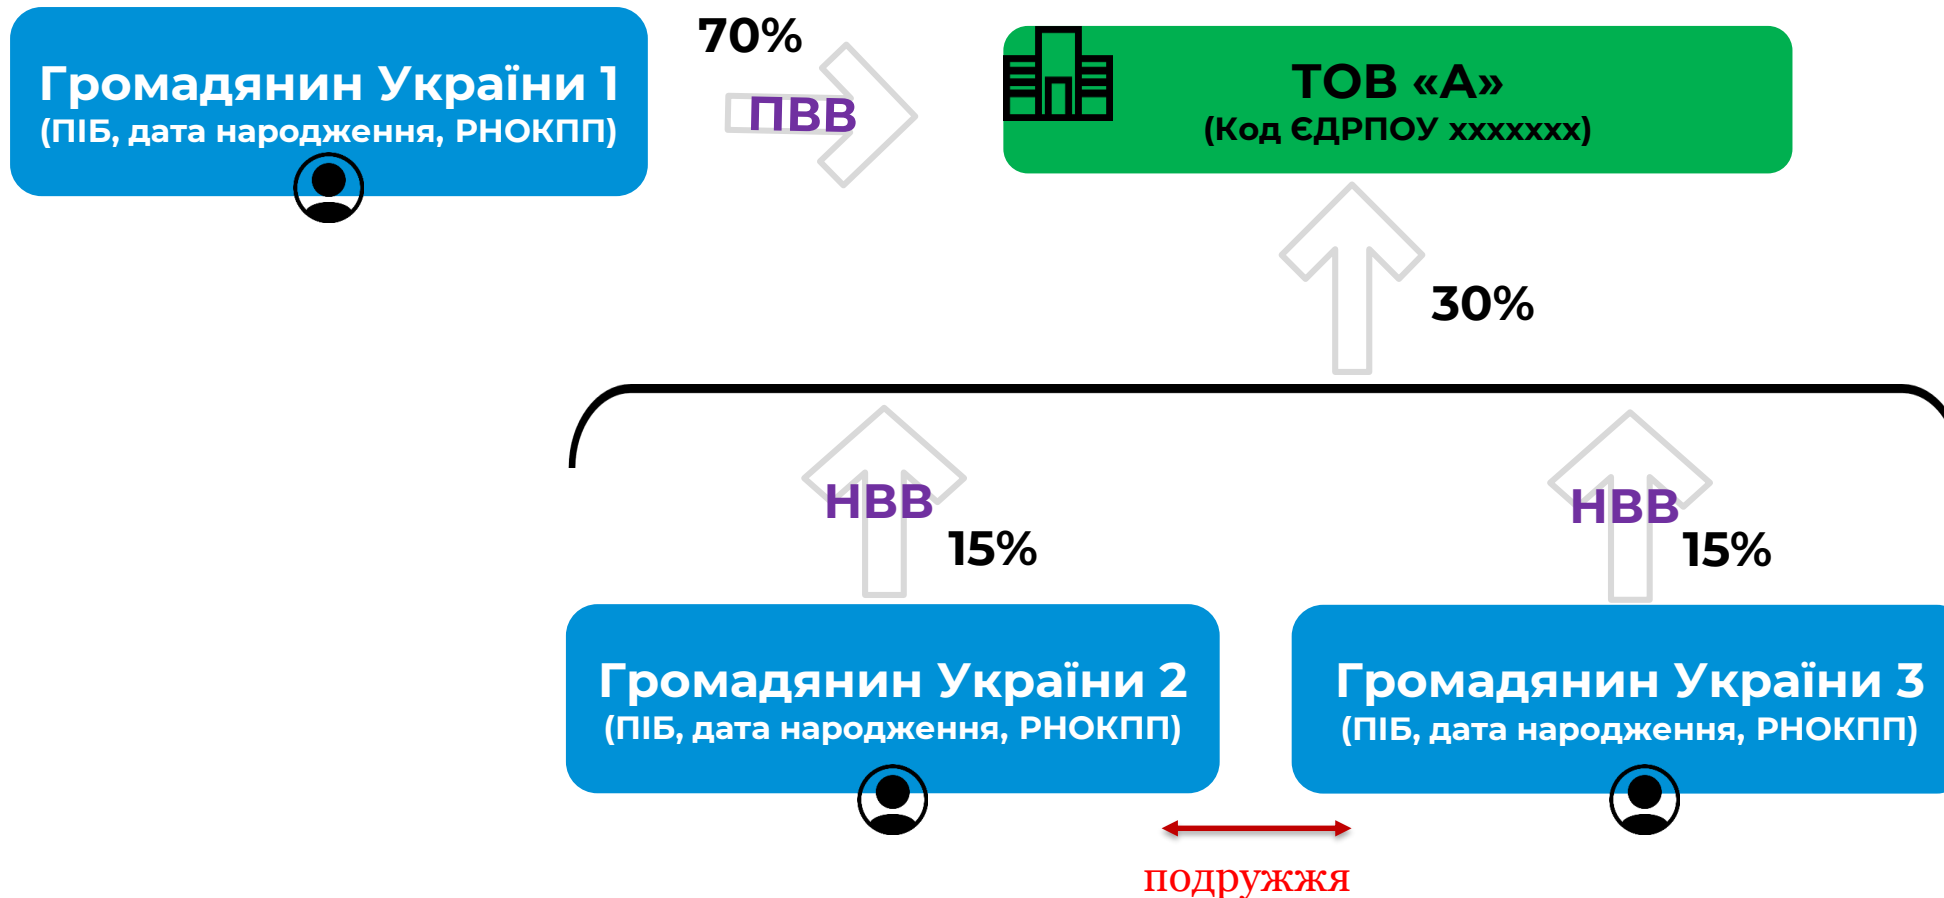 70%
Громадянин України 1
(ПІБ, дата народження, РНОКПП)
ПВВ
ТОВ «А»
(Код ЄДРПОУ xxxxxxx)
30%
НВВ
15%
НВВ
15%
Громадянин України 2
(ПІБ, дата народження, РНОКПП)
Громадянин України 3
(ПІБ, дата народження, РНОКПП)
подружжя